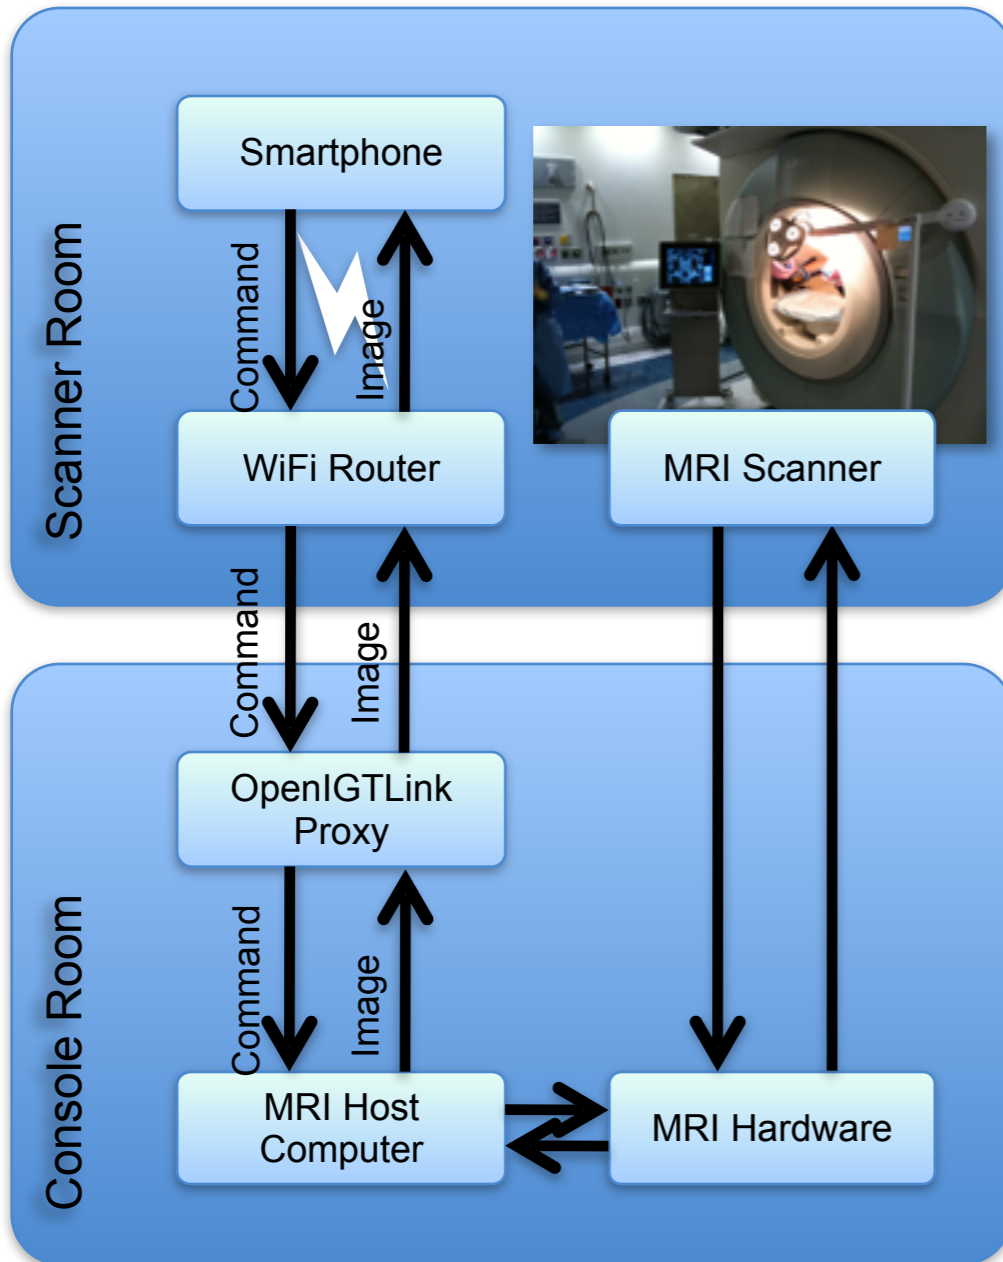 Scanner Room
Smartphone
Command
Image
WiFi Router
MRI Scanner
Command
Image
Console Room
OpenIGTLink
Proxy
Command
Image
MRI Host
Computer
MRI Hardware